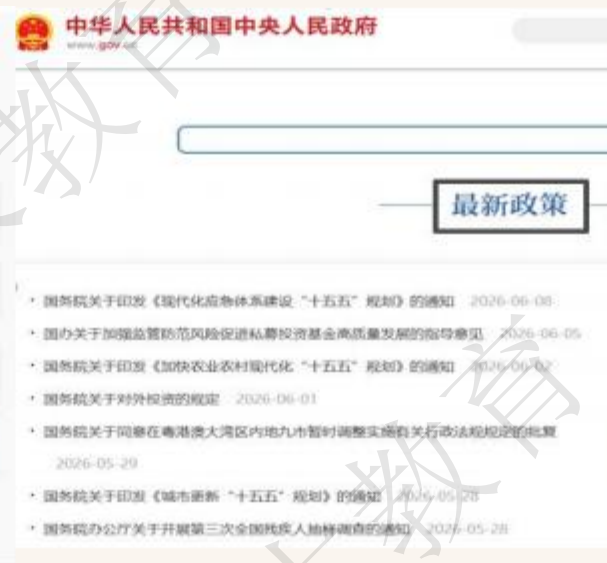 中华人民共和国中央人民政府
www.gov.cn
最新政策
· 国务院关于印发《现代化应急体系建设“十五五”规划》的通知 2026-06-08
· 国办关于加强监管防范风险促进私募投资基金高质量发展的指导意见 2026-06-05
· 国务院关于印发《加快农业农村现代化“十五五”规划》的通知 2026-06-02
· 国务院关于对外投资的规定 2026-06-01
· 国务院关于同意在粤港澳大湾区内地九市暂时调整实施有关行政法规规定的批复
2026-05-29
· 国务院关于印发《城市更新“十五五”规划》的通知 2026-05-28
· 国务院办公厅关于开展第三次全国残疾人抽样调查的通知 2026-05-28
教育
教育